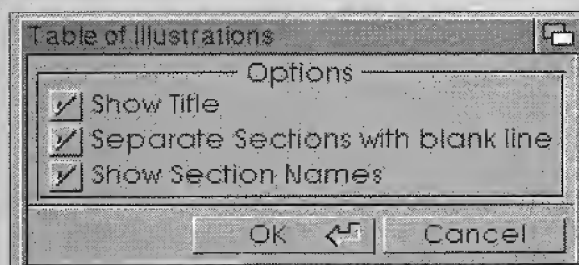 Table of Illustrations
Options
Show Title
Separate Sections with blank line
Show Section Names
OK Cancel